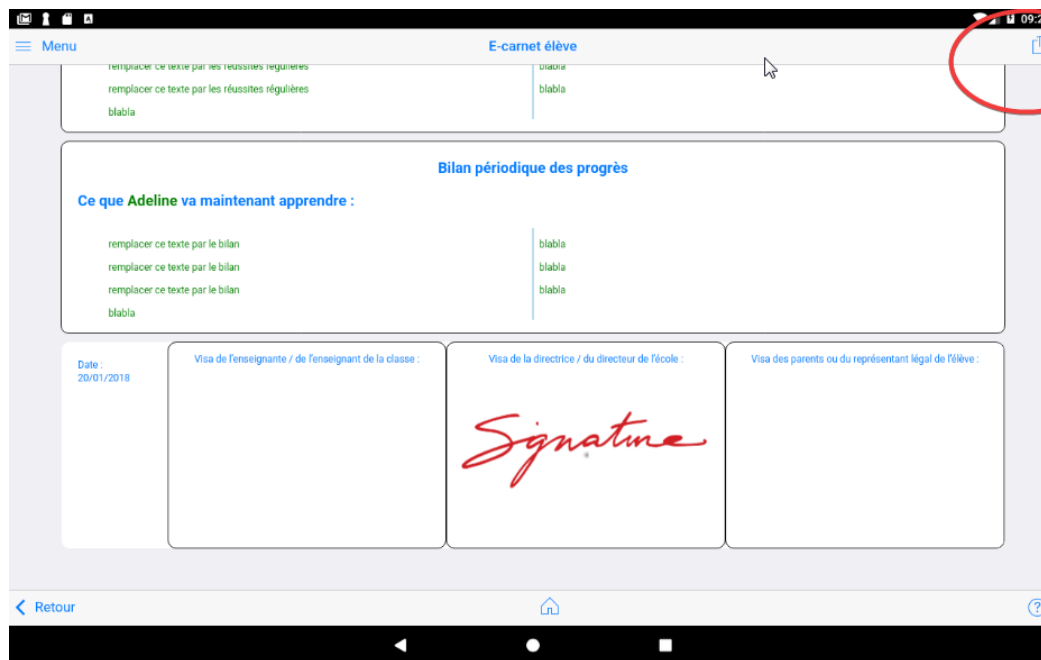 Menu
E-carnet élève
remplacer ce texte par les réussites régulières
blabla
remplacer ce texte par les réussites régulières
blabla
blabla
Bilan périodique des progrès
Ce que Adeline va maintenant apprendre :
remplacer ce texte par le bilan
blabla
remplacer ce texte par le bilan
blabla
remplacer ce texte par le bilan
blabla
blabla
Date :
20/01/2018
Visa de l'enseignante / de l'enseignant de la classe :
Visa de la directrice / du directeur de l'école :
Signature
Visa des parents ou du représentant légal de l'élève :
Retour
?